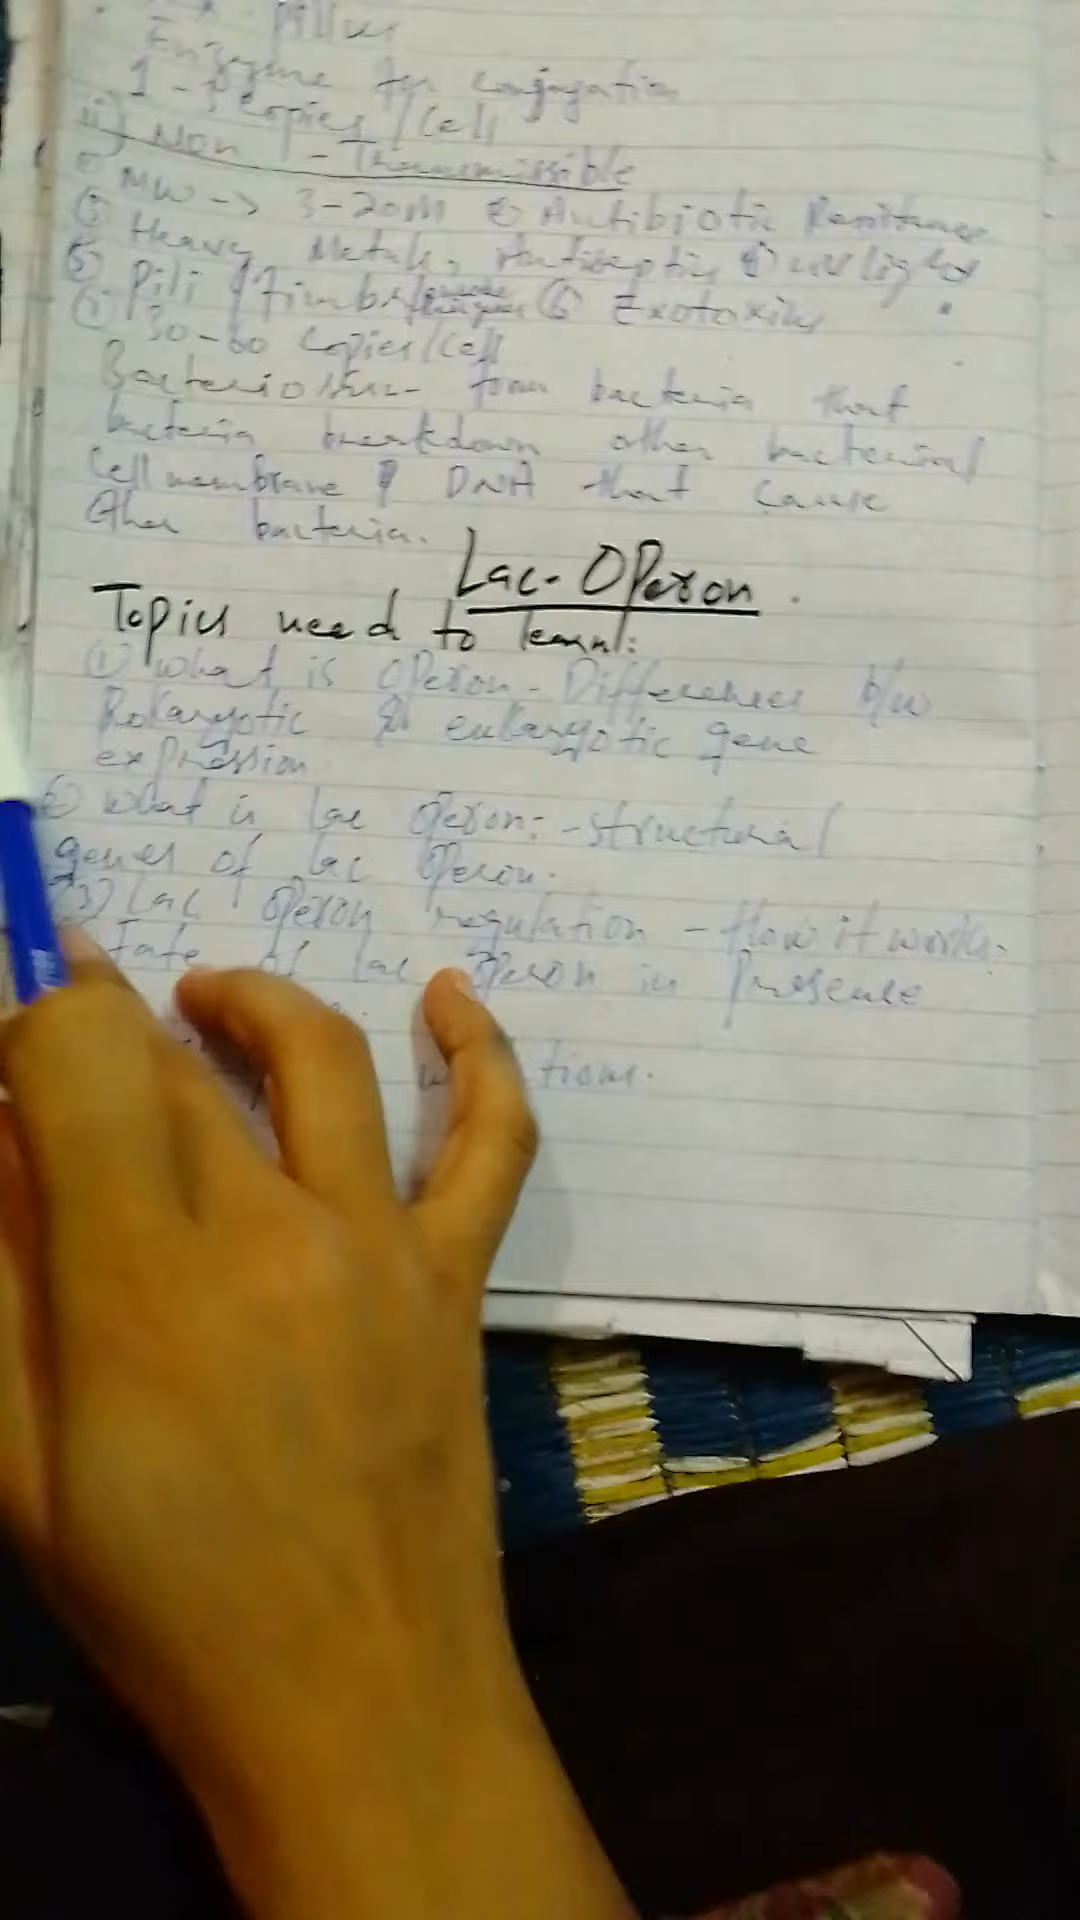 Pillus
Enzyme for conjugation
1-3 copies/cell
ii) Non-Transmissible
① MW -> 3-20M ② Antibiotic Resistance
③ Heavy Metals, Antiseptic ④ UV light
⑤ Pili/fimbriae ⑥ Exotoxins
⑦ 30-60 copies/cell
from bacteria that
bacteria breakdown other bacterial
Cell membrane & DNA that cause
Other bacteria.
Lac-Operon.
Topics need to learn:
① What is Operon - Differences b/w
Prokaryotic & eukaryotic gene
expression
② What is lac operon: - structural
genes of lac Operon.
(3) Lac Operon regulation - How it works.
Fate of lac Operon in Presence